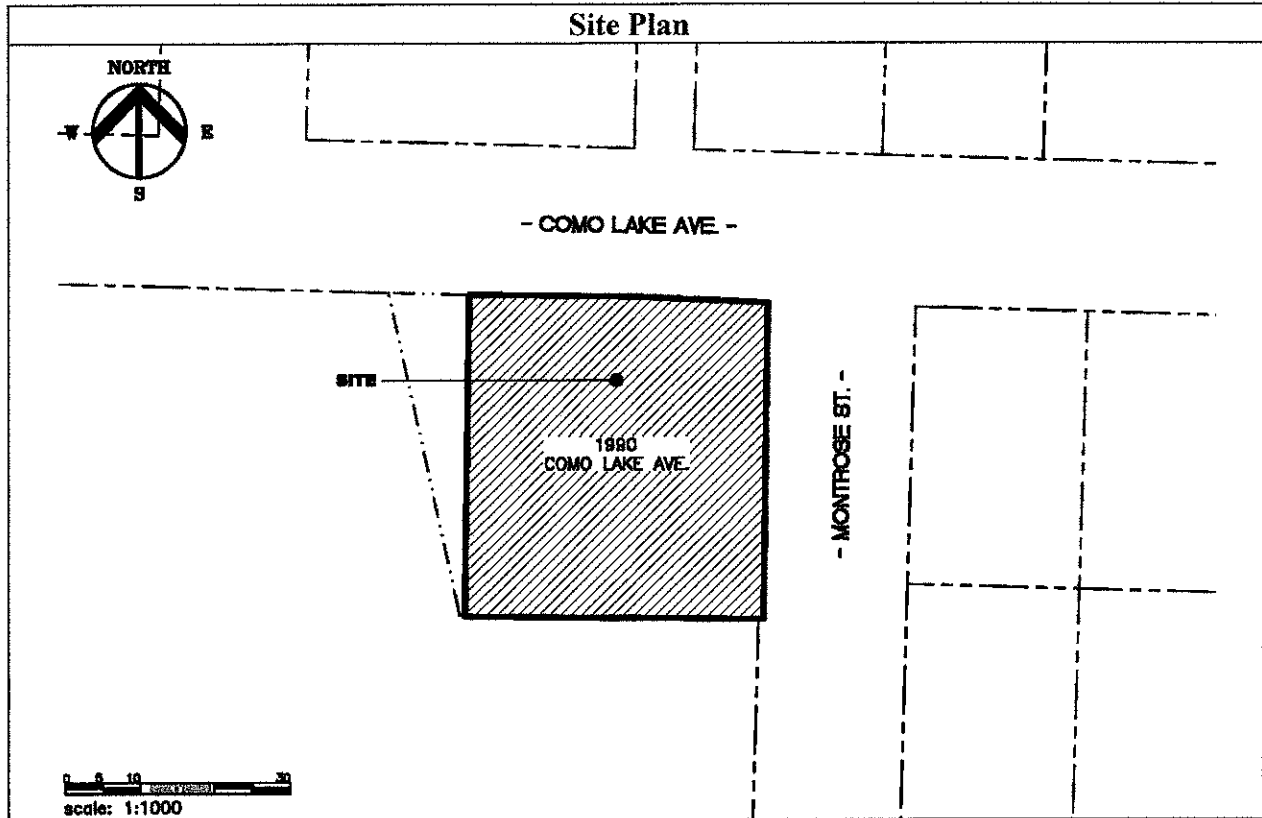 Site Plan
NORTH
W E
S
- COMO LAKE AVE. -
SITE
1990
COMO LAKE AVE.
- MONTROSE ST. -
0 5 10 30
scale: 1:1000